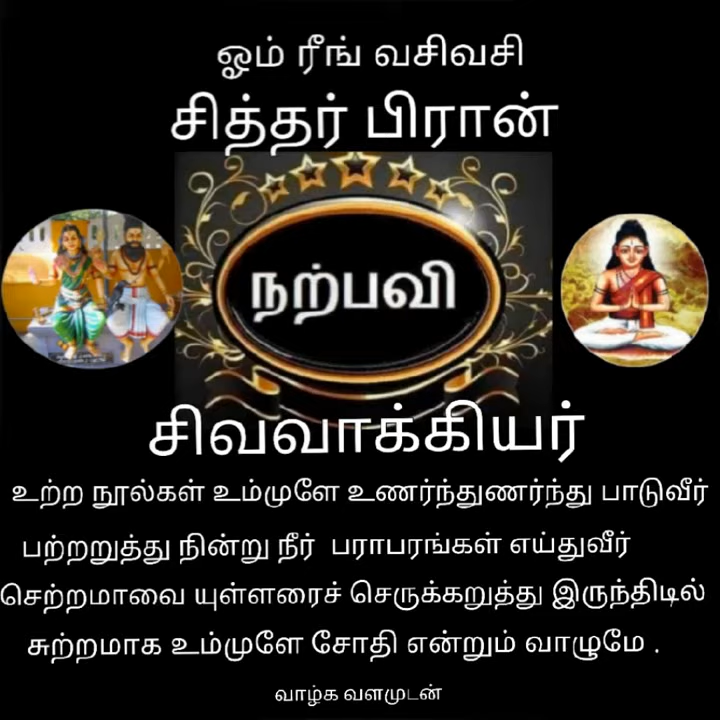 ஓம் ரீங் வசிவசி
சித்தர் பிரான்
நற்பவி
சிவவாக்கியர்
உற்ற நூல்கள் உம்முளே உணர்ந்துணர்ந்து பாடுவீர்
பற்றறுத்து நின்று நீர் பராபரங்கள் எய்துவீர்
செற்றமாவை யுள்ளரைச் செருக்கறுத்து இருந்திடில்
சுற்றமாக உம்முளே சோதி என்றும் வாழுமே .
வாழ்க வளமுடன்